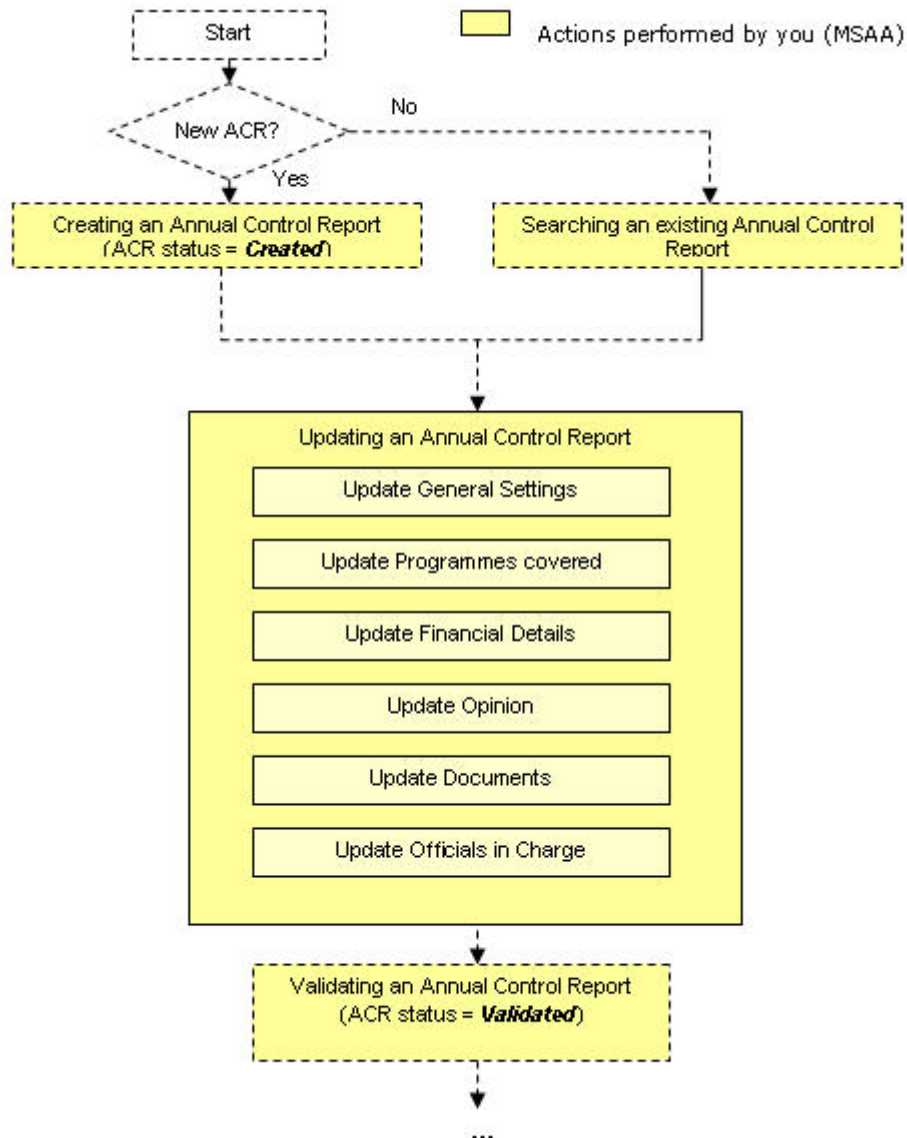 Start
Actions performed by you (MSAA)
New ACR?
No
Yes
Creating an Annual Control Report
(ACR status = Created)
Searching an existing Annual Control
Report
Updating an Annual Control Report
Update General Settings
Update Programmes covered
Update Financial Details
Update Opinion
Update Documents
Update Officials in Charge
Validating an Annual Control Report
(ACR status = Validated)
...